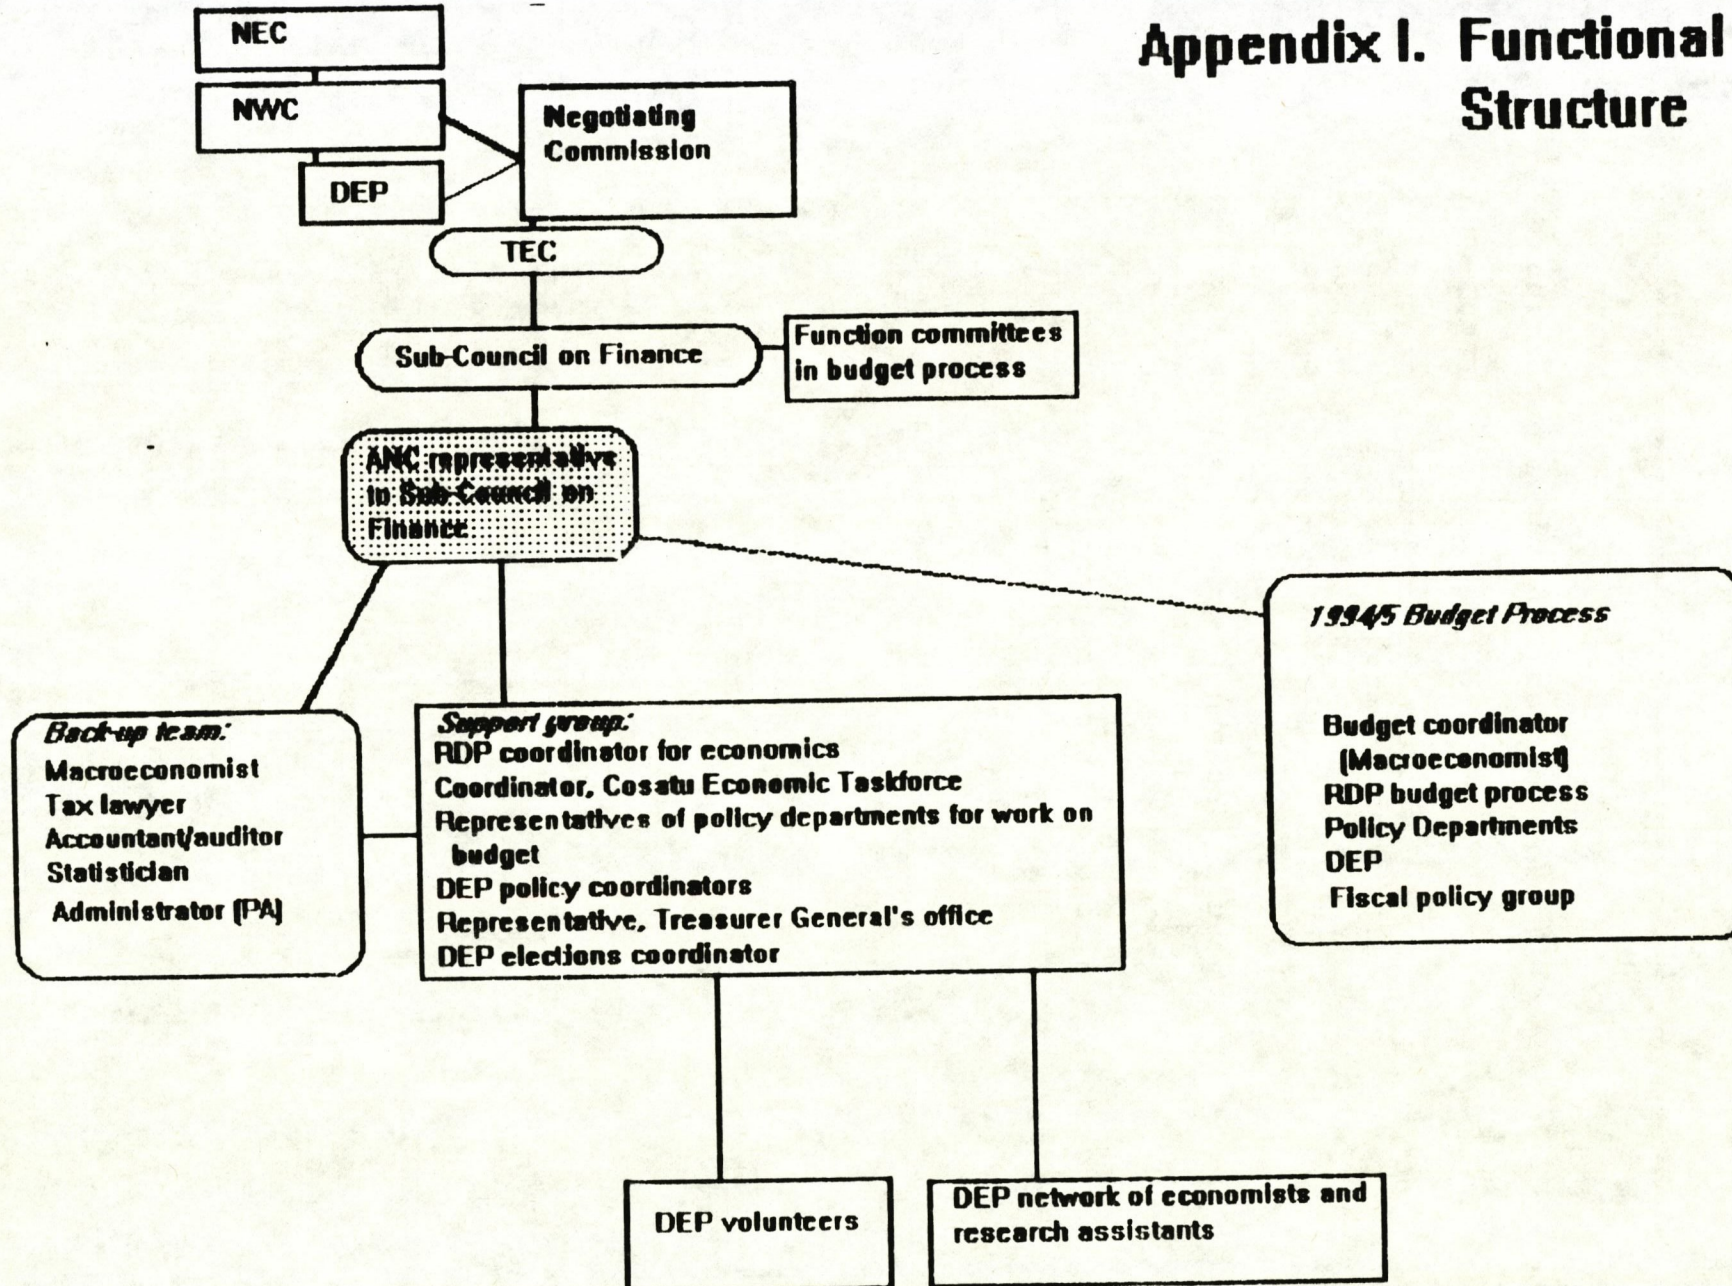 Appendix I. Functional
Structure
NEC
NWC
DEP
Negotiating
Commission
TEC
Sub-Council on Finance
Function committees
in budget process
ANC representative
to Sub-Council on
Finance
Back-up team:
Macroeconomist
Tax lawyer
Accountant/auditor
Statistician
Administrator (PA)
Support group:
RDP coordinator for economics
Coordinator, Cosatu Economic Taskforce
Representatives of policy departments for work on
budget
DEP policy coordinators
Representative, Treasurer General's office
DEP elections coordinator
1994/5 Budget Process
Budget coordinator
(Macroeconomist)
RDP budget process
Policy Departments
DEP
Fiscal policy group
DEP volunteers
DEP network of economists and
research assistants